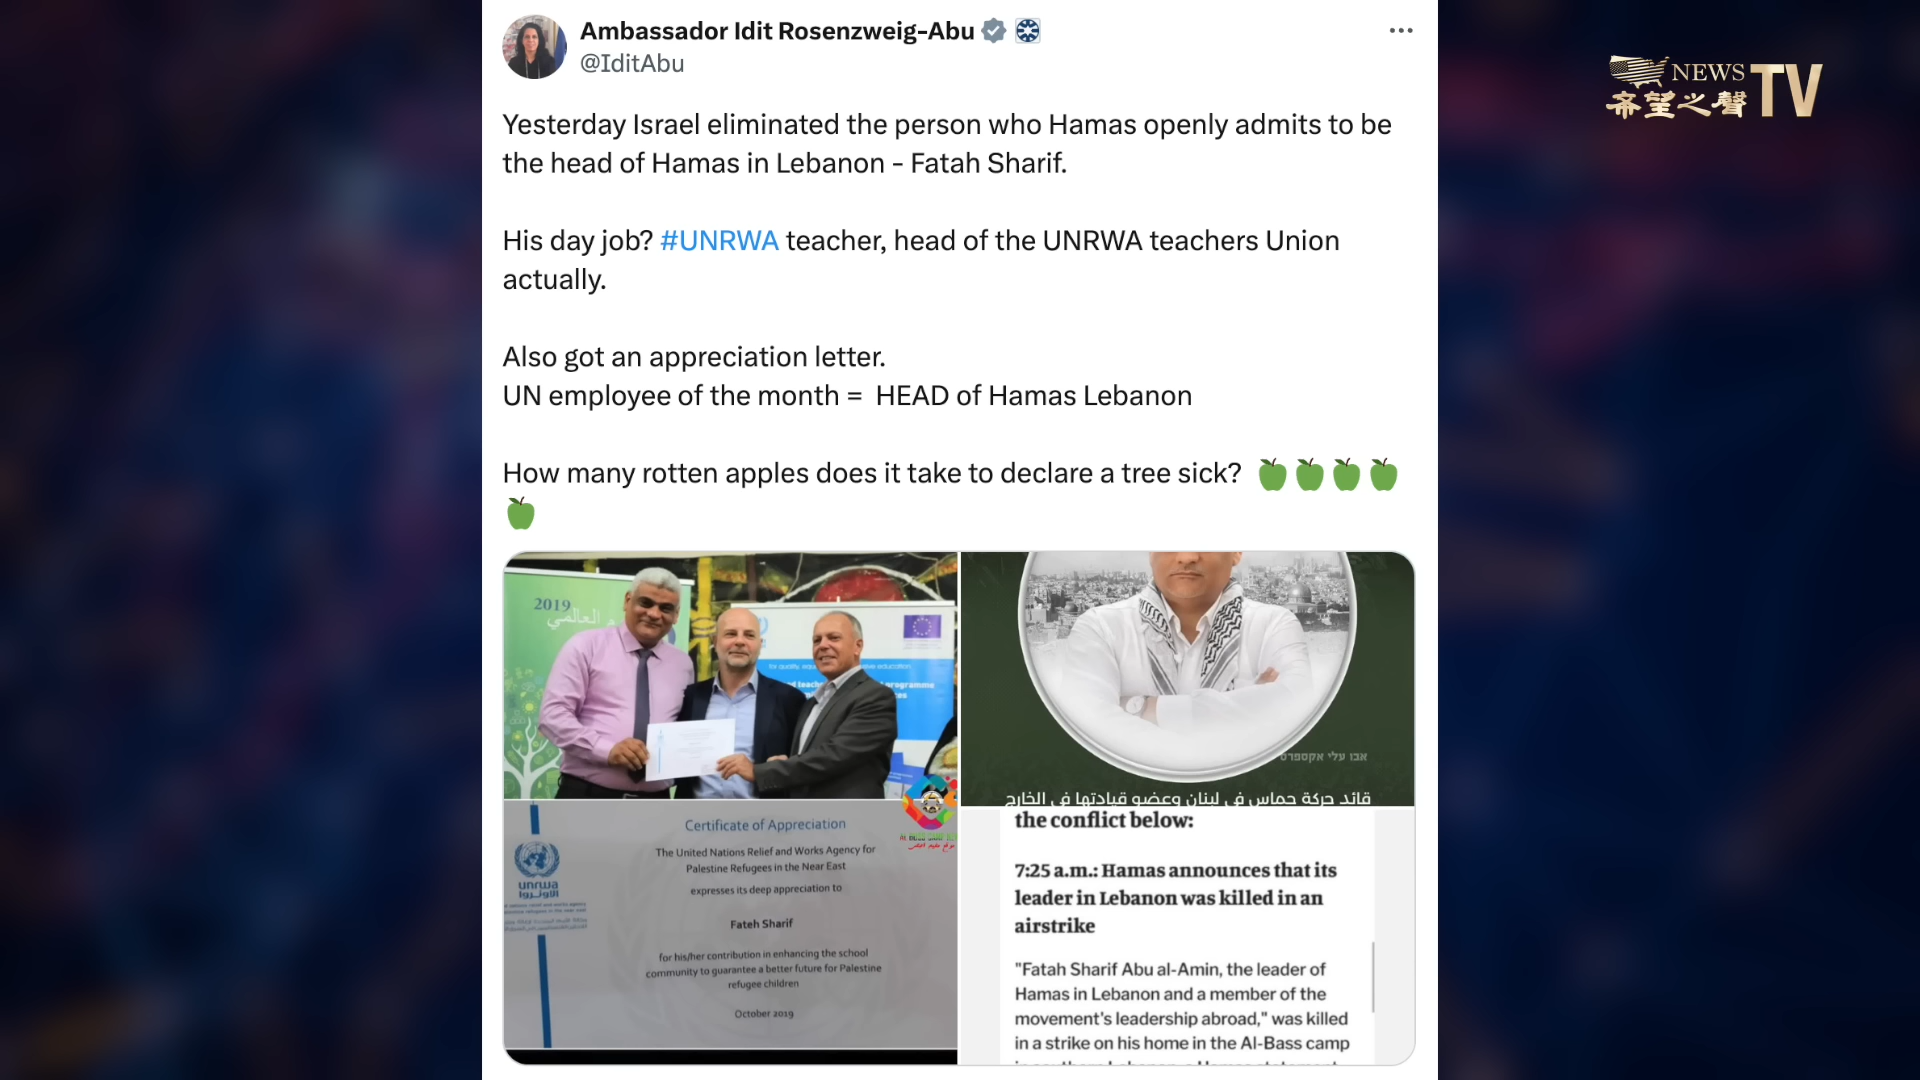 Ambassador Idit Rosenzweig-Abu
@IditAbu
NEWS
希望之聲
TV
Yesterday Israel eliminated the person who Hamas openly admits to be
the head of Hamas in Lebanon - Fatah Sharif.
His day job? #UNRWA teacher, head of the UNRWA teachers Union
actually.
Also got an appreciation letter.
UN employee of the month = HEAD of Hamas Lebanon
How many rotten apples does it take to declare a tree sick? 🍏🍏🍏🍏
🍏
2019
Certificate of Appreciation
The United Nations Relief and Works Agency for
Palestine Refugees in the Near East
expresses its deep appreciation to
Fateh Sharif
for his/her contribution in enhancing the school
community to guarantee a better future for Palestine
refugee children
October 2019
unrwa
الأونروا
אבו עלי אקספרס
قائد حركة حماس في لبنان وعضو قيادتها في الخارج
the conflict below:
7:25 a.m.: Hamas announces that its
leader in Lebanon was killed in an
airstrike
"Fatah Sharif Abu al-Amin, the leader of
Hamas in Lebanon and a member of the
movement's leadership abroad," was killed
in a strike on his home in the Al-Bass camp